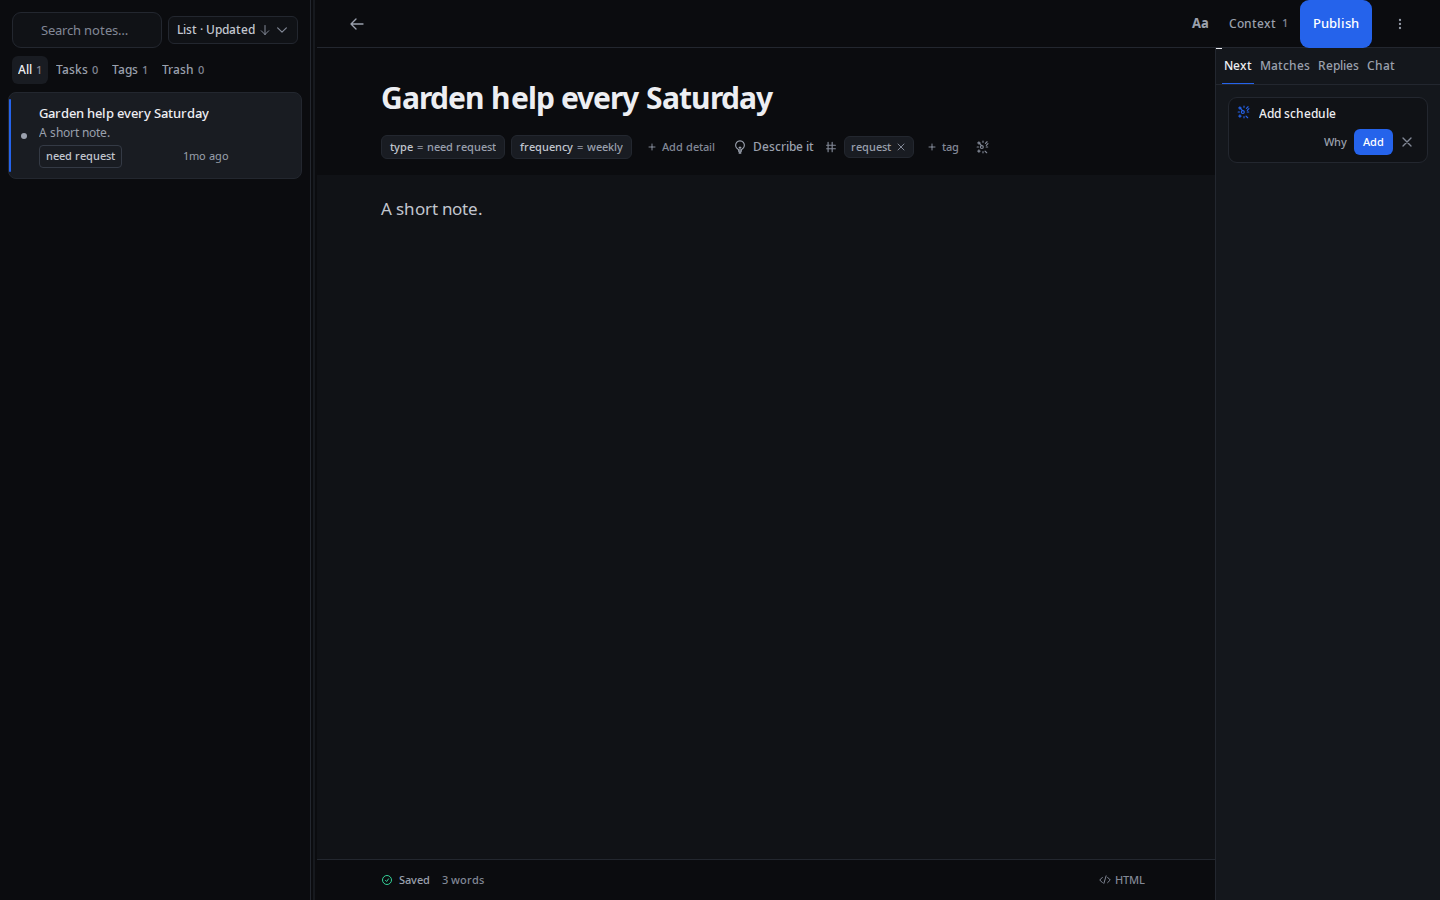 Search notes...
List · Updated
All 1
Tasks 0
Tags 1
Trash 0
Garden help every Saturday
A short note.
need request
1mo ago
Aa
Context 1
Publish
Garden help every Saturday
type = need request
frequency = weekly
+ Add detail
Describe it
# request ×
+ tag
A short note.
Saved
3 words
</> HTML
Next
Matches
Replies
Chat
Add schedule
Why
Add